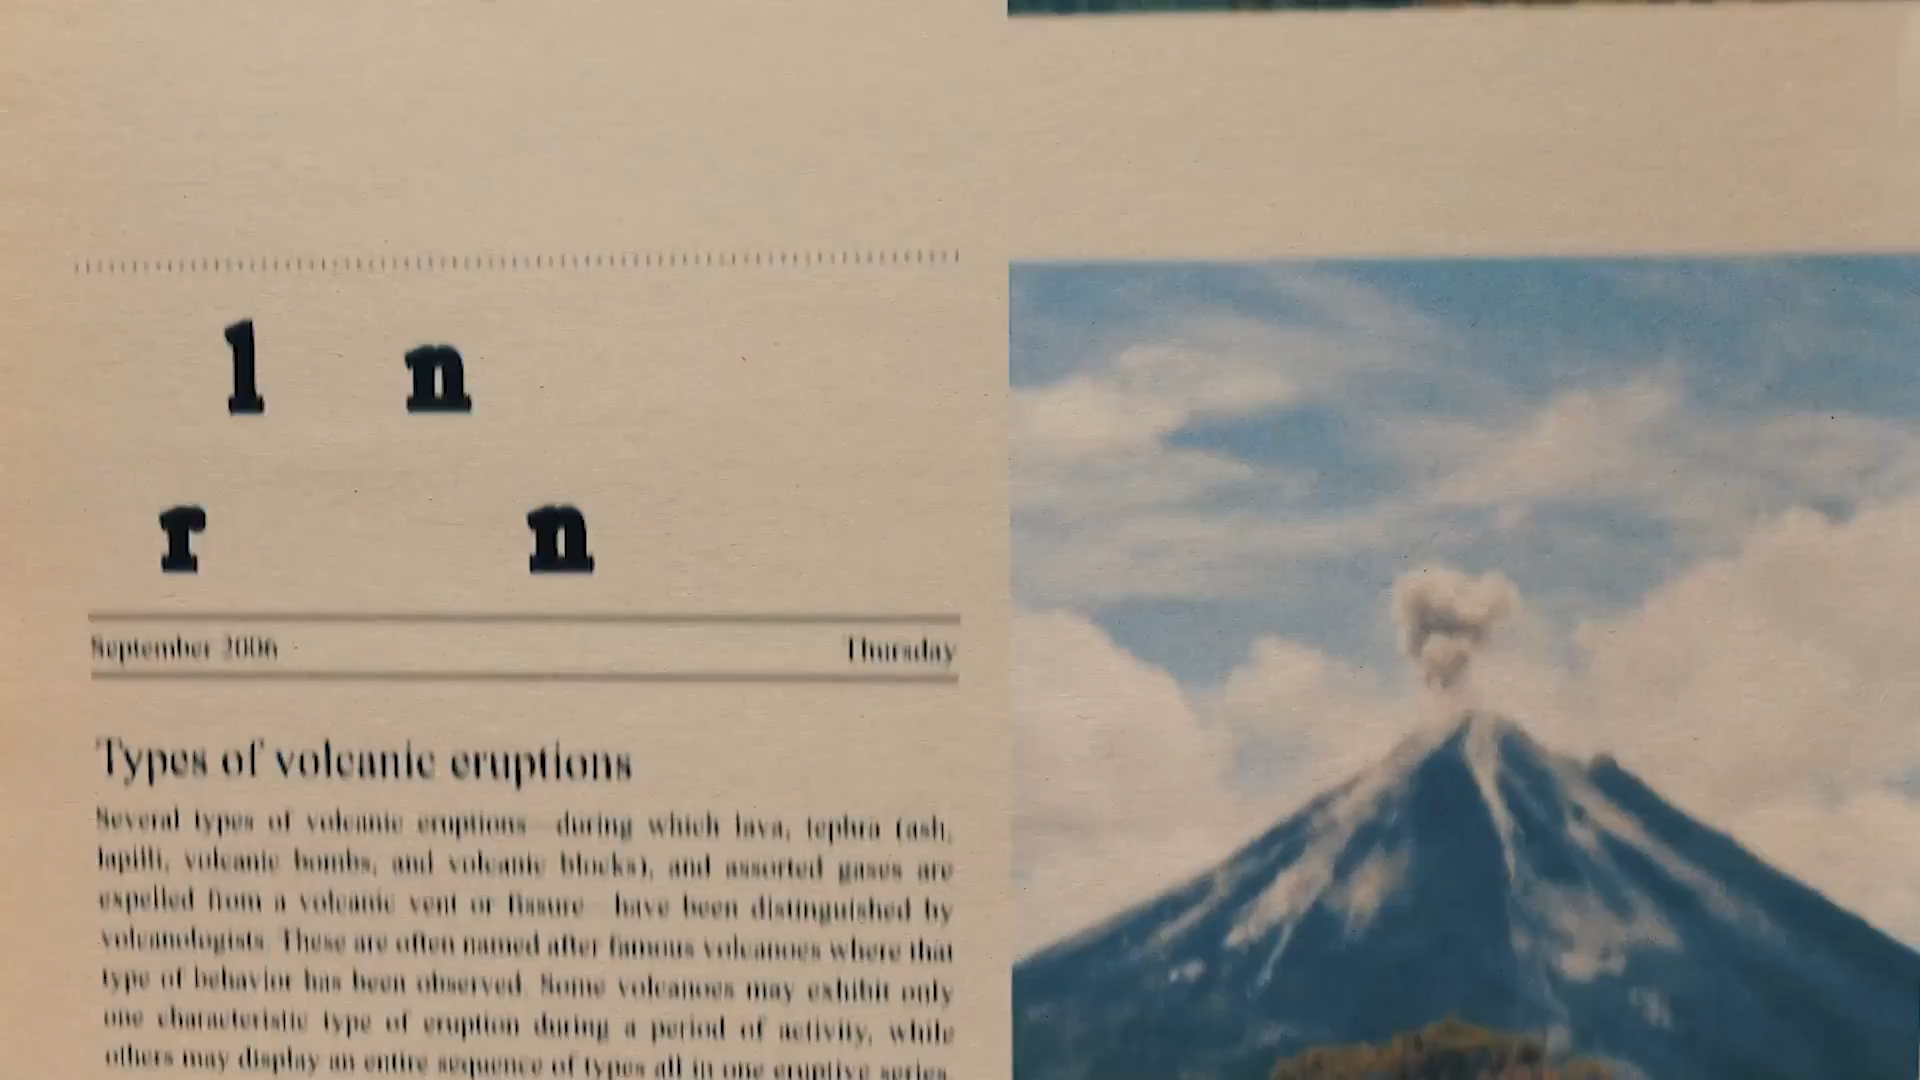 l n
r n
September 2006
Thursday
Types of volcanic eruptions
Several types of volcanic eruptions during which lava, tephra (ash,
lapilli, volcanic bombs, and volcanic blocks), and assorted gases are
expelled from a volcanic vent or fissure have been distinguished by
volcanologists. These are often named after famous volcanoes where that
type of behavior has been observed. Some volcanoes may exhibit only
one characteristic type of eruption during a period of activity, while
others may display an entire sequence of types all in one eruptive series.